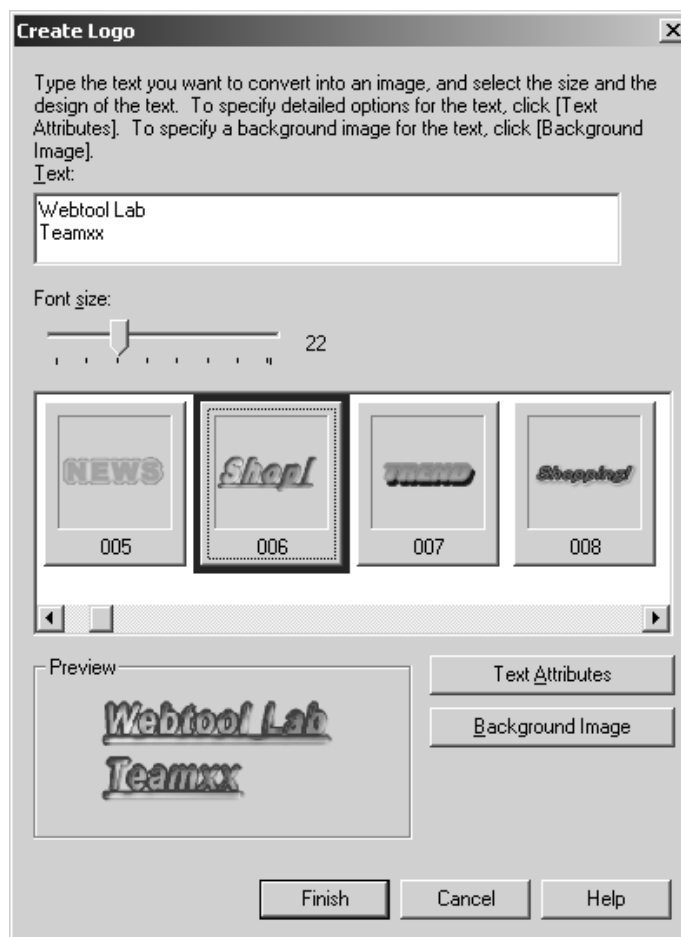 Create Logo
Type the text you want to convert into an image, and select the size and the
design of the text.  To specify detailed options for the text, click [Text
Attributes].  To specify a background image for the text, click [Background
Image].
Text:
Webtool Lab
Teamxx
Font size:
22
NEWS
Shop!
TREND
Shopping!
005
006
007
008
Preview
Webtool Lab
Teamxx
Text Attributes
Background Image
Finish
Cancel
Help